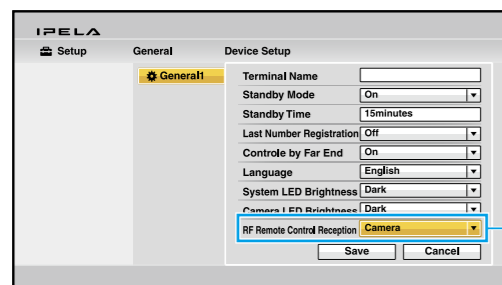 IPELA
Setup General Device Setup
General1
Terminal Name
Standby Mode On
Standby Time 15minutes
Last Number Registration Off
Controle by Far End On
Language English
System LED Brightness Dark
Camera LED Brightness Dark
RF Remote Control Reception Camera
Save Cancel